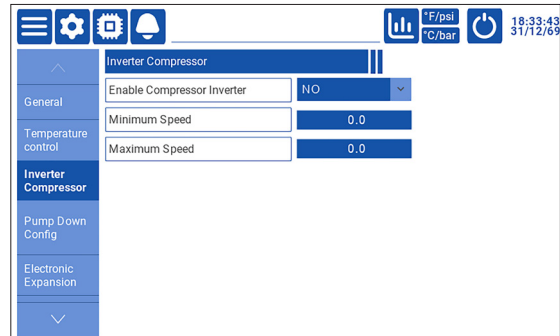 °F/psi
°C/bar
18:33:43
31/12/69
Inverter Compressor
Enable Compressor Inverter
NO
Minimum Speed
0.0
Maximum Speed
0.0
General
Temperature
control
Inverter
Compressor
Pump Down
Config
Electronic
Expansion